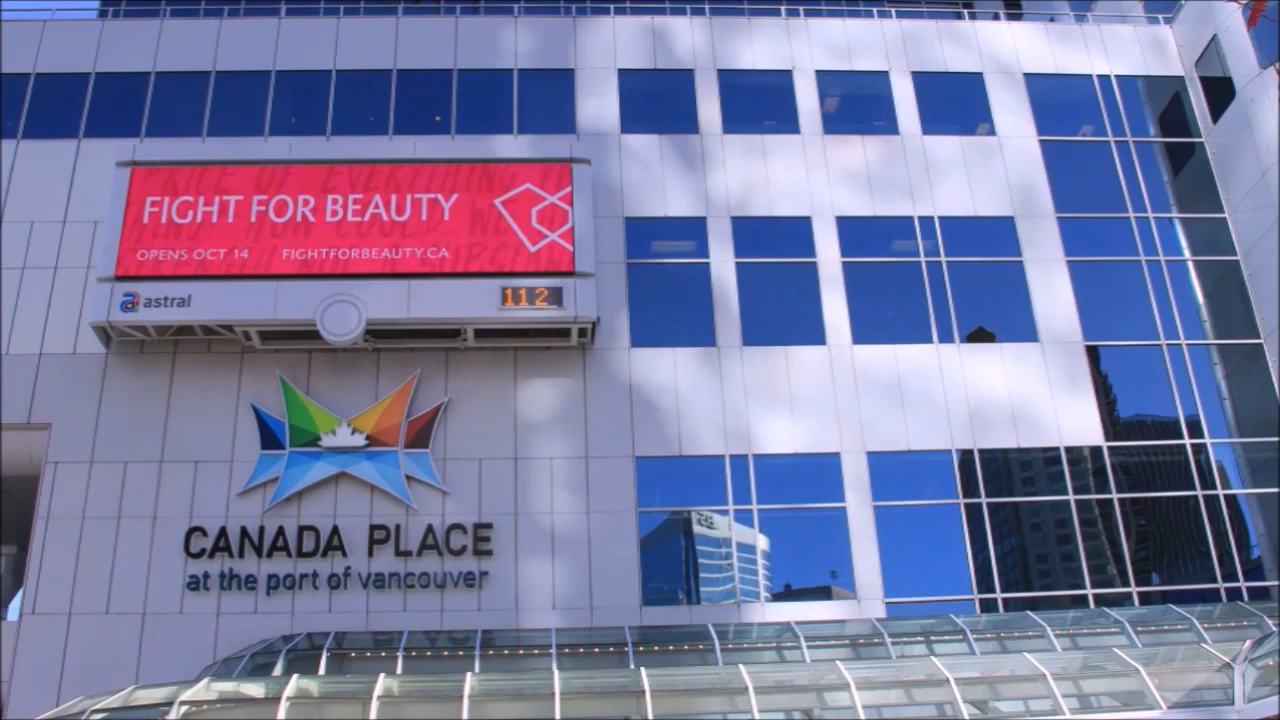 FIGHT FOR BEAUTY
OPENS OCT 14 FIGHTFORBEAUTY.CA
astral
112
CANADA PLACE
at the port of vancouver